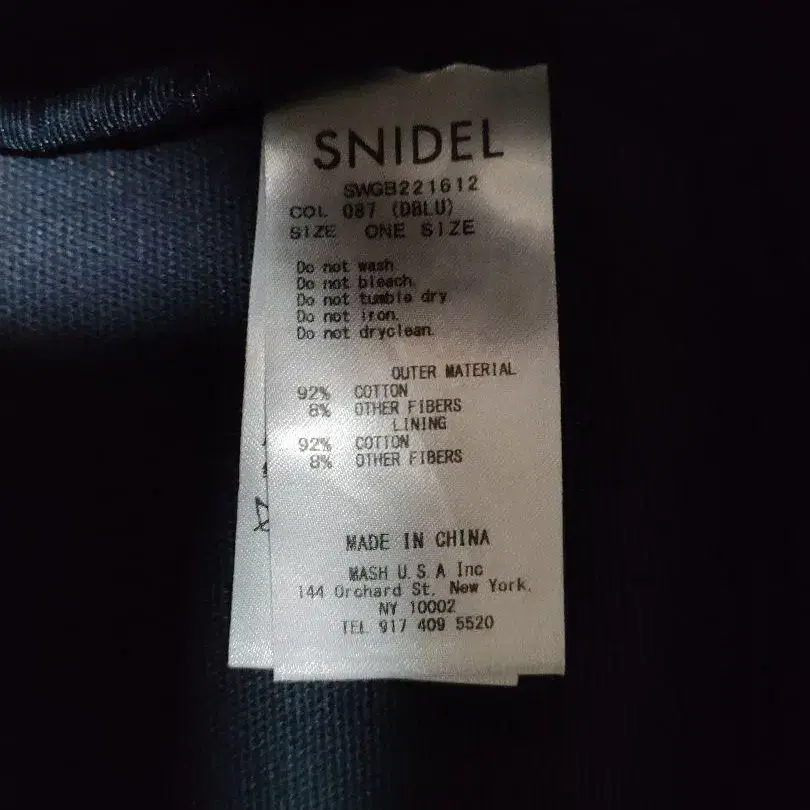 SNIDEL
SWGB221612
COL 087 (DBLU)
SIZE ONE SIZE
Do not wash
Do not bleach.
Do not tumble dry
Do not iron.
Do not dryclean.
OUTER MATERIAL
92% COTTON
8% OTHER FIBERS
LINING
92% COTTON
8% OTHER FIBERS
MADE IN CHINA
MASH U.S.A Inc
144 Orchard St, New York,
NY 10002
TEL 917 409 5520